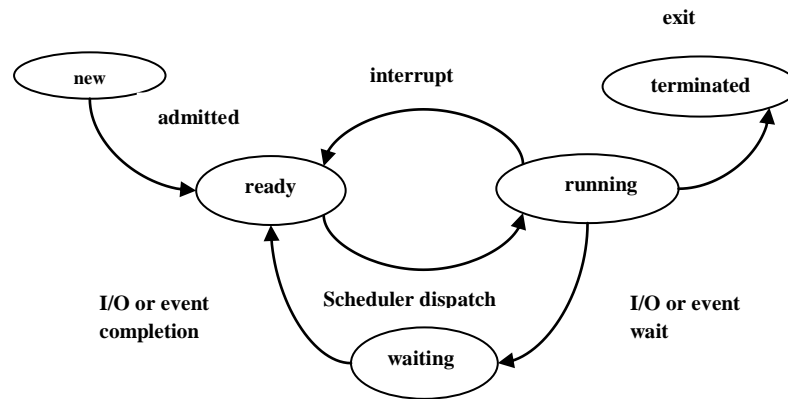 exit
new
interrupt
terminated
admitted
ready
running
I/O or event
completion
Scheduler dispatch
I/O or event
wait
waiting